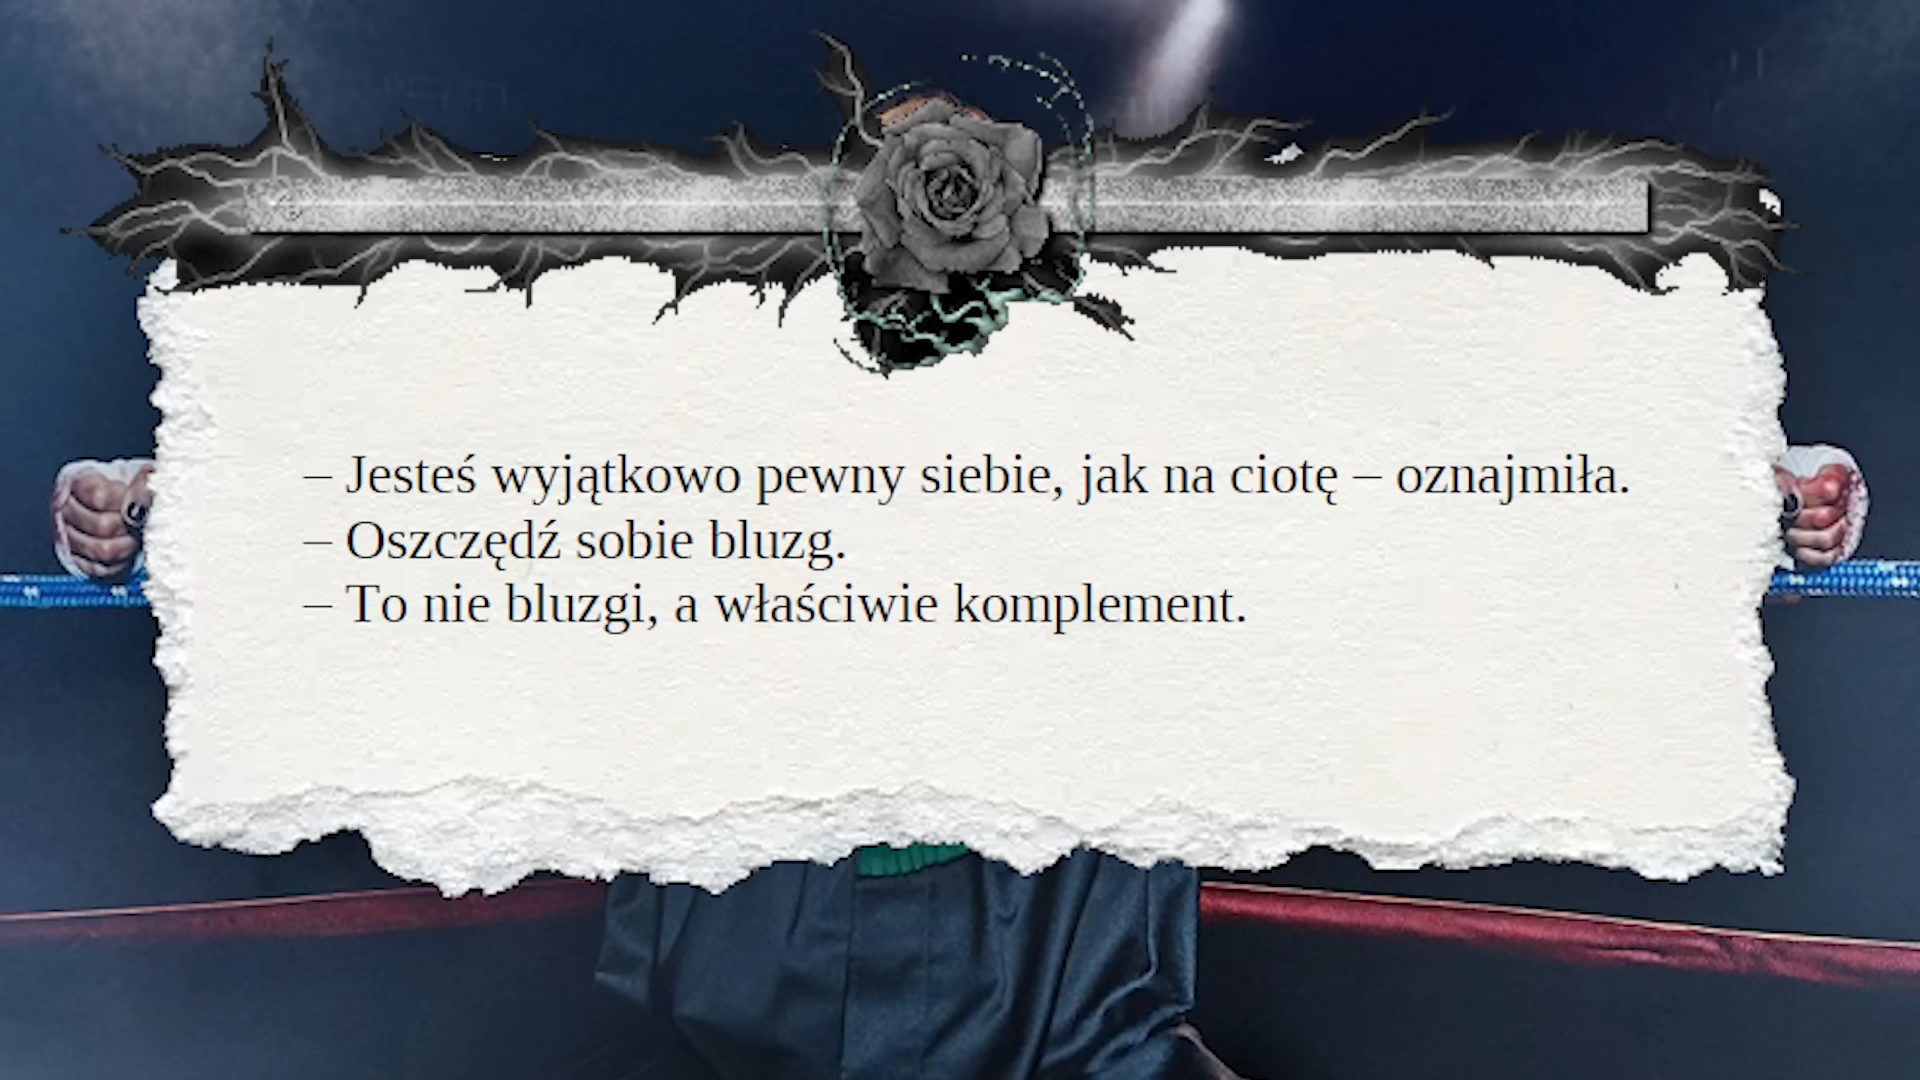 – Jesteś wyjątkowo pewny siebie, jak na ciotę – oznajmiła.
– Oszczędź sobie bluzg.
– To nie bluzgi, a właściwie komplement.